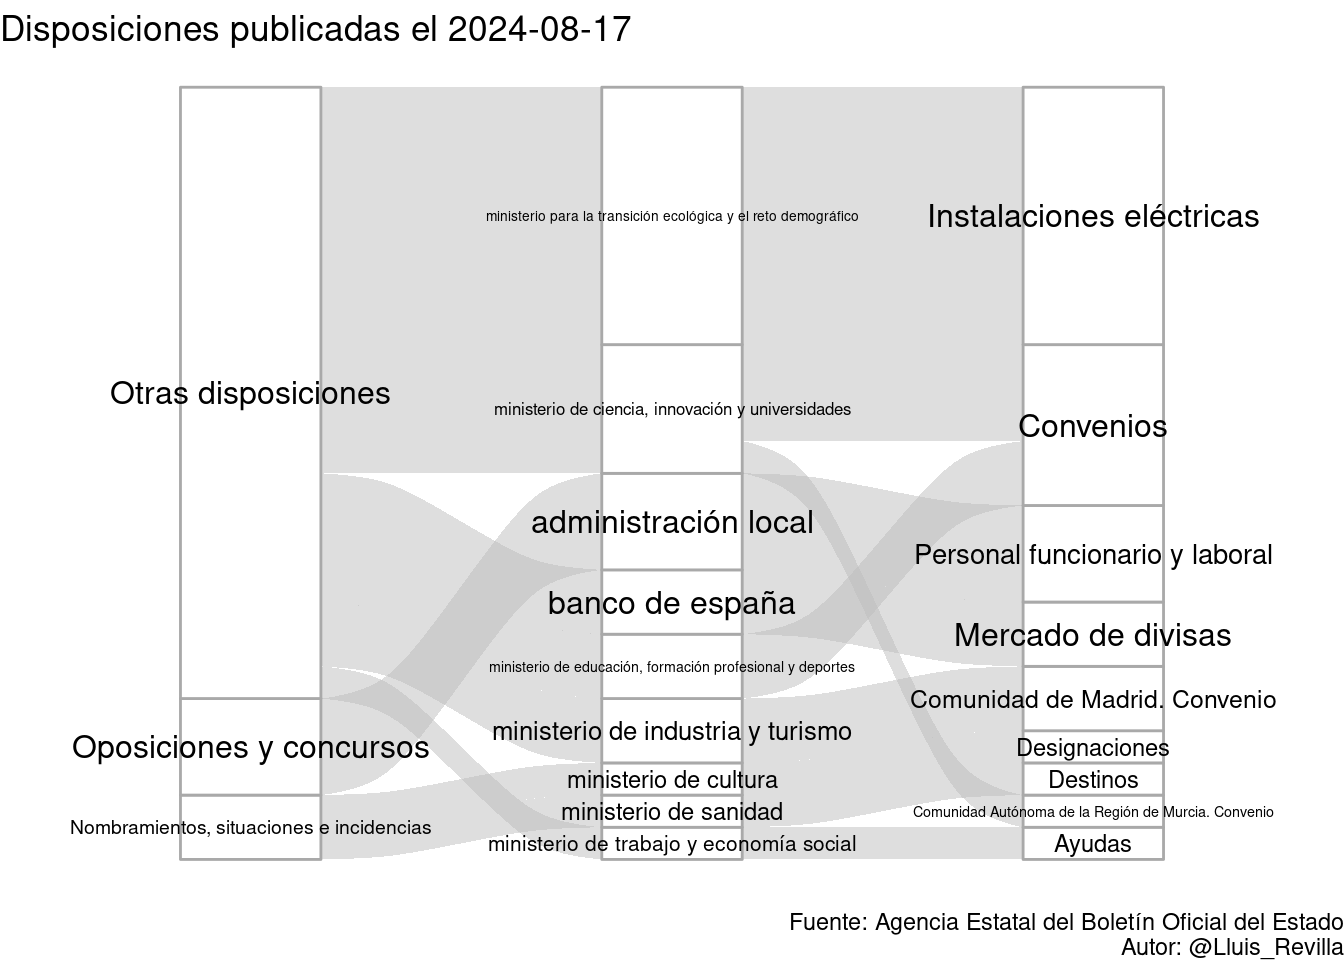 Disposiciones publicadas el 2024-08-17
Otras disposiciones
Oposiciones y concursos
Nombramientos, situaciones e incidencias
ministerio para la transición ecológica y el reto demográfico
ministerio de ciencia, innovación y universidades
administración local
banco de españa
ministerio de educación, formación profesional y deportes
ministerio de industria y turismo
ministerio de cultura
ministerio de sanidad
ministerio de trabajo y economía social
Instalaciones eléctricas
Convenios
Personal funcionario y laboral
Mercado de divisas
Comunidad de Madrid. Convenio
Designaciones
Destinos
Comunidad Autónoma de la Región de Murcia. Convenio
Ayudas
Fuente: Agencia Estatal del Boletín Oficial del Estado
Autor: @Lluis_Revilla